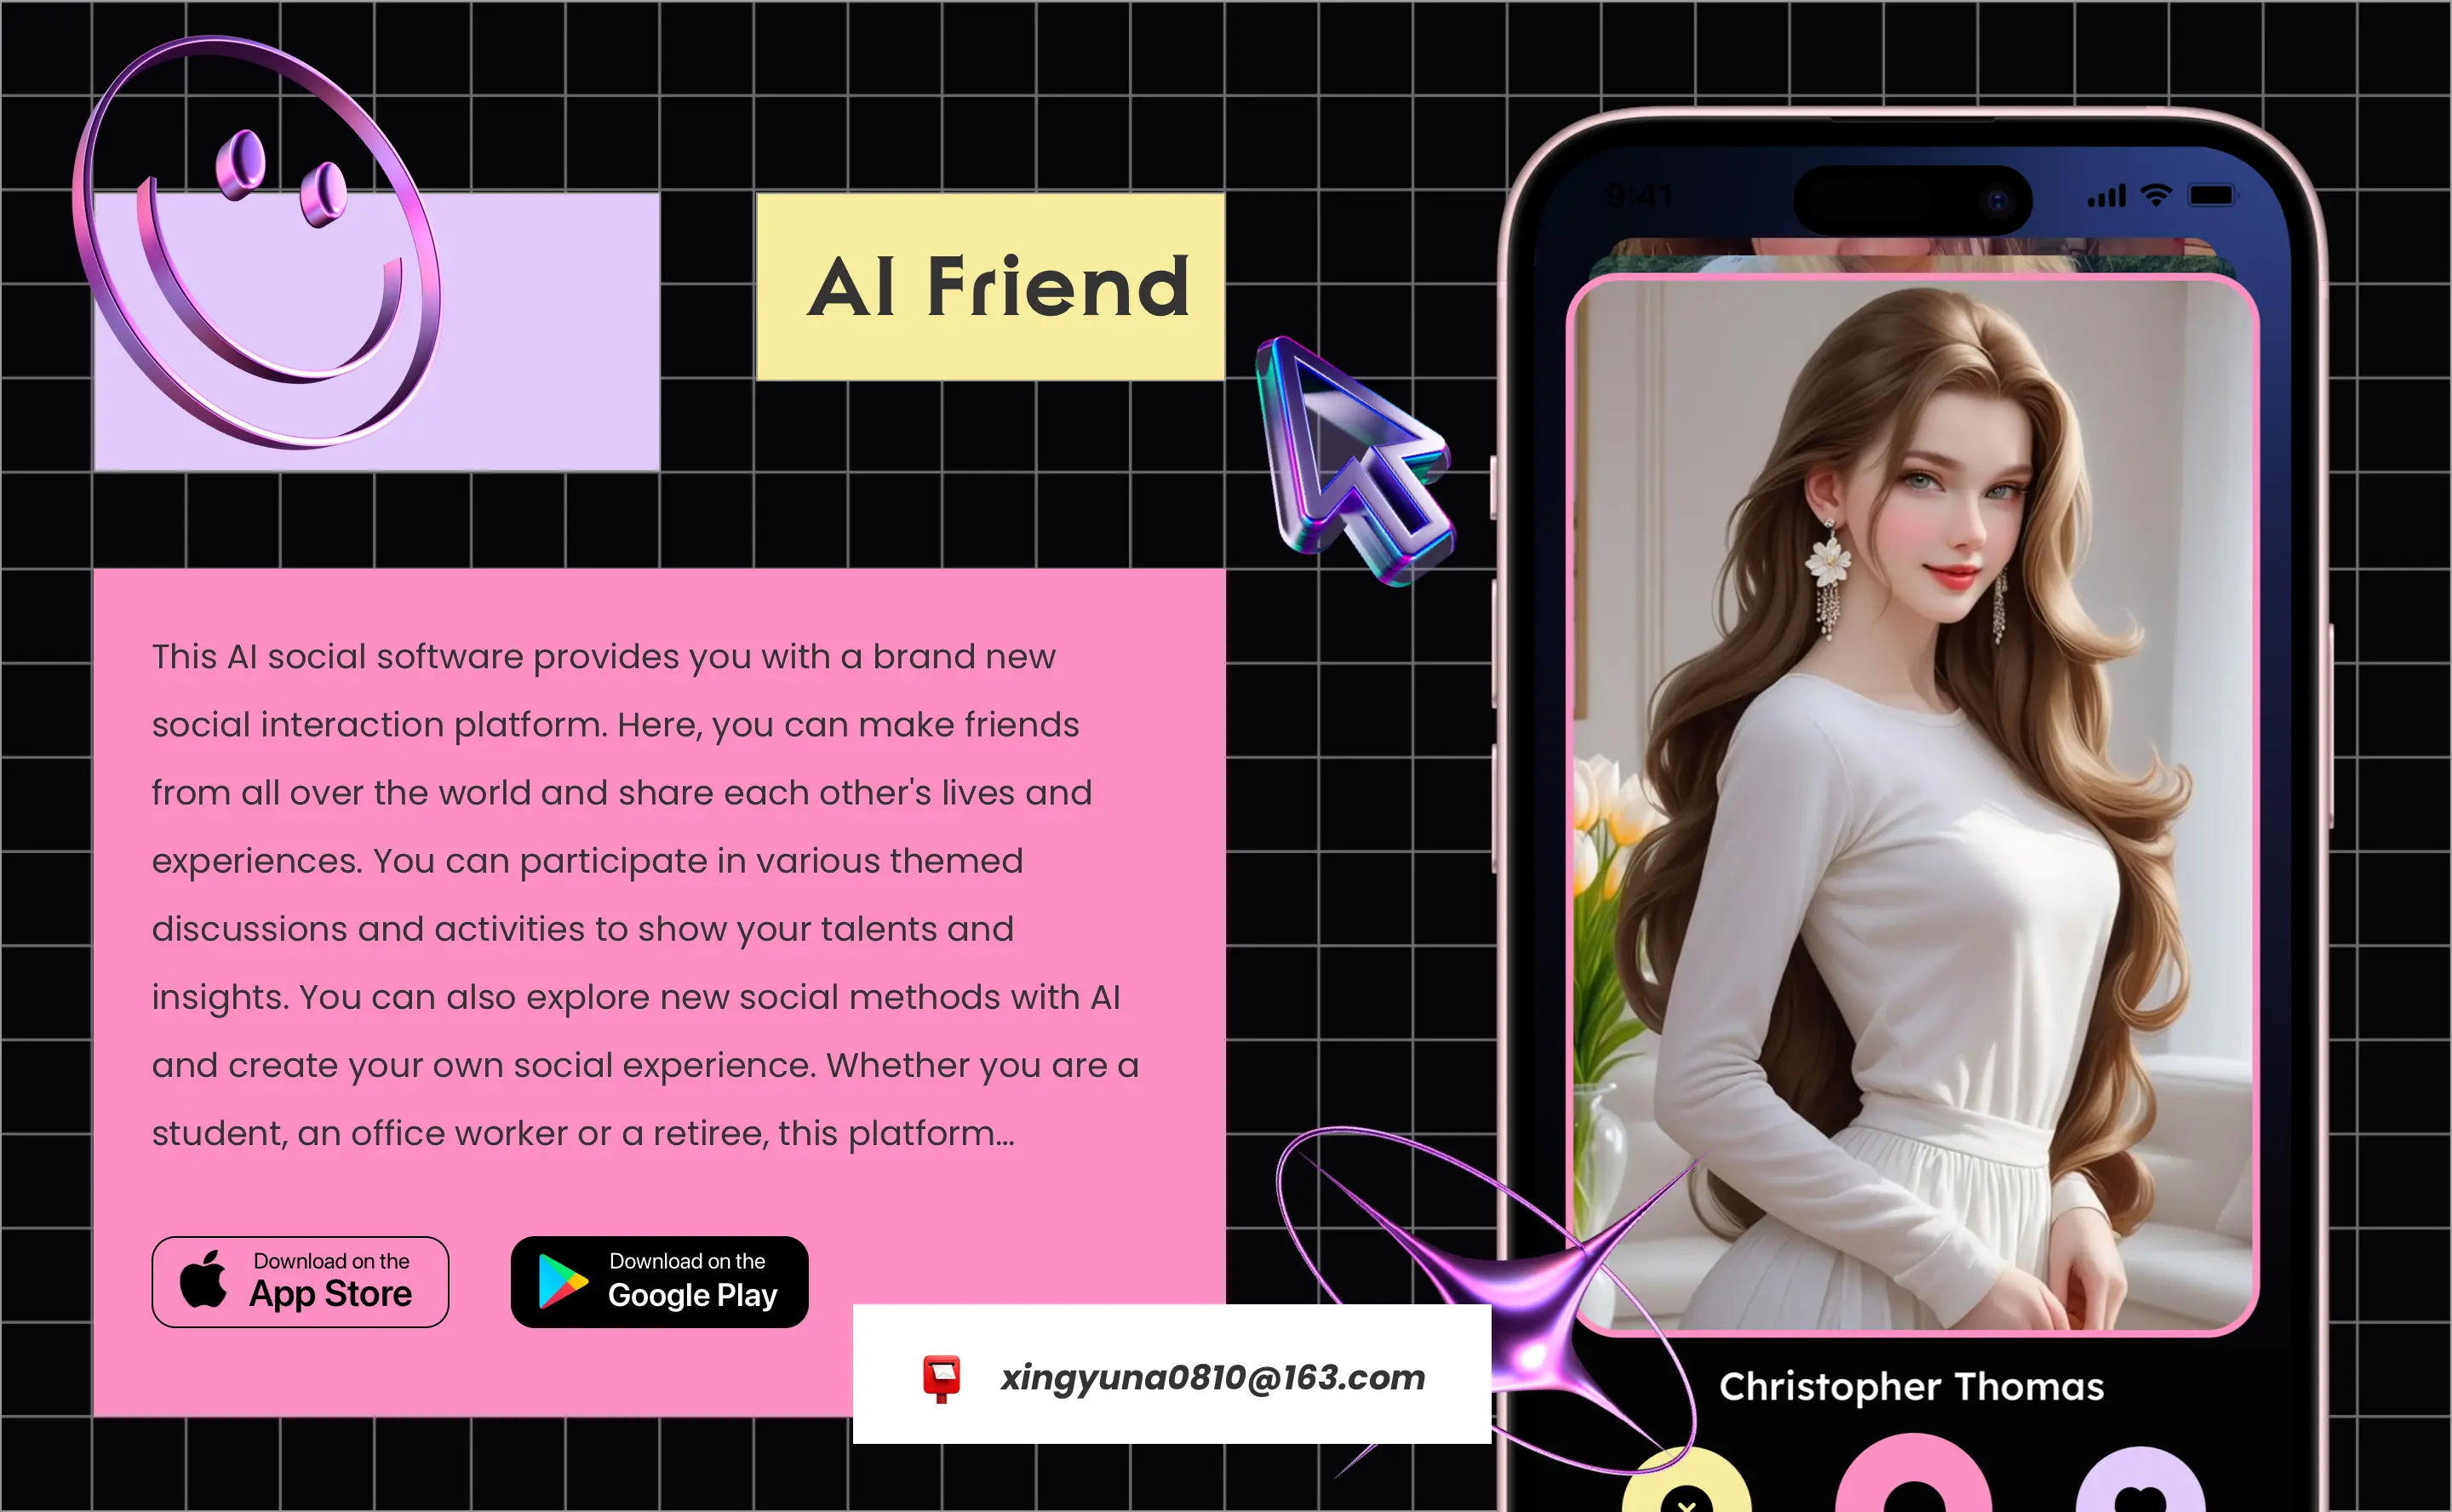 AI Friend
This AI social software provides you with a brand new
social interaction platform. Here, you can make friends
from all over the world and share each other's lives and
experiences. You can participate in various themed
discussions and activities to show your talents and
insights. You can also explore new social methods with AI
and create your own social experience. Whether you are a
student, an office worker or a retiree, this platform...
Download on the
App Store
Download on the
Google Play
xingyuna0810@163.com
9:41
Christopher Thomas